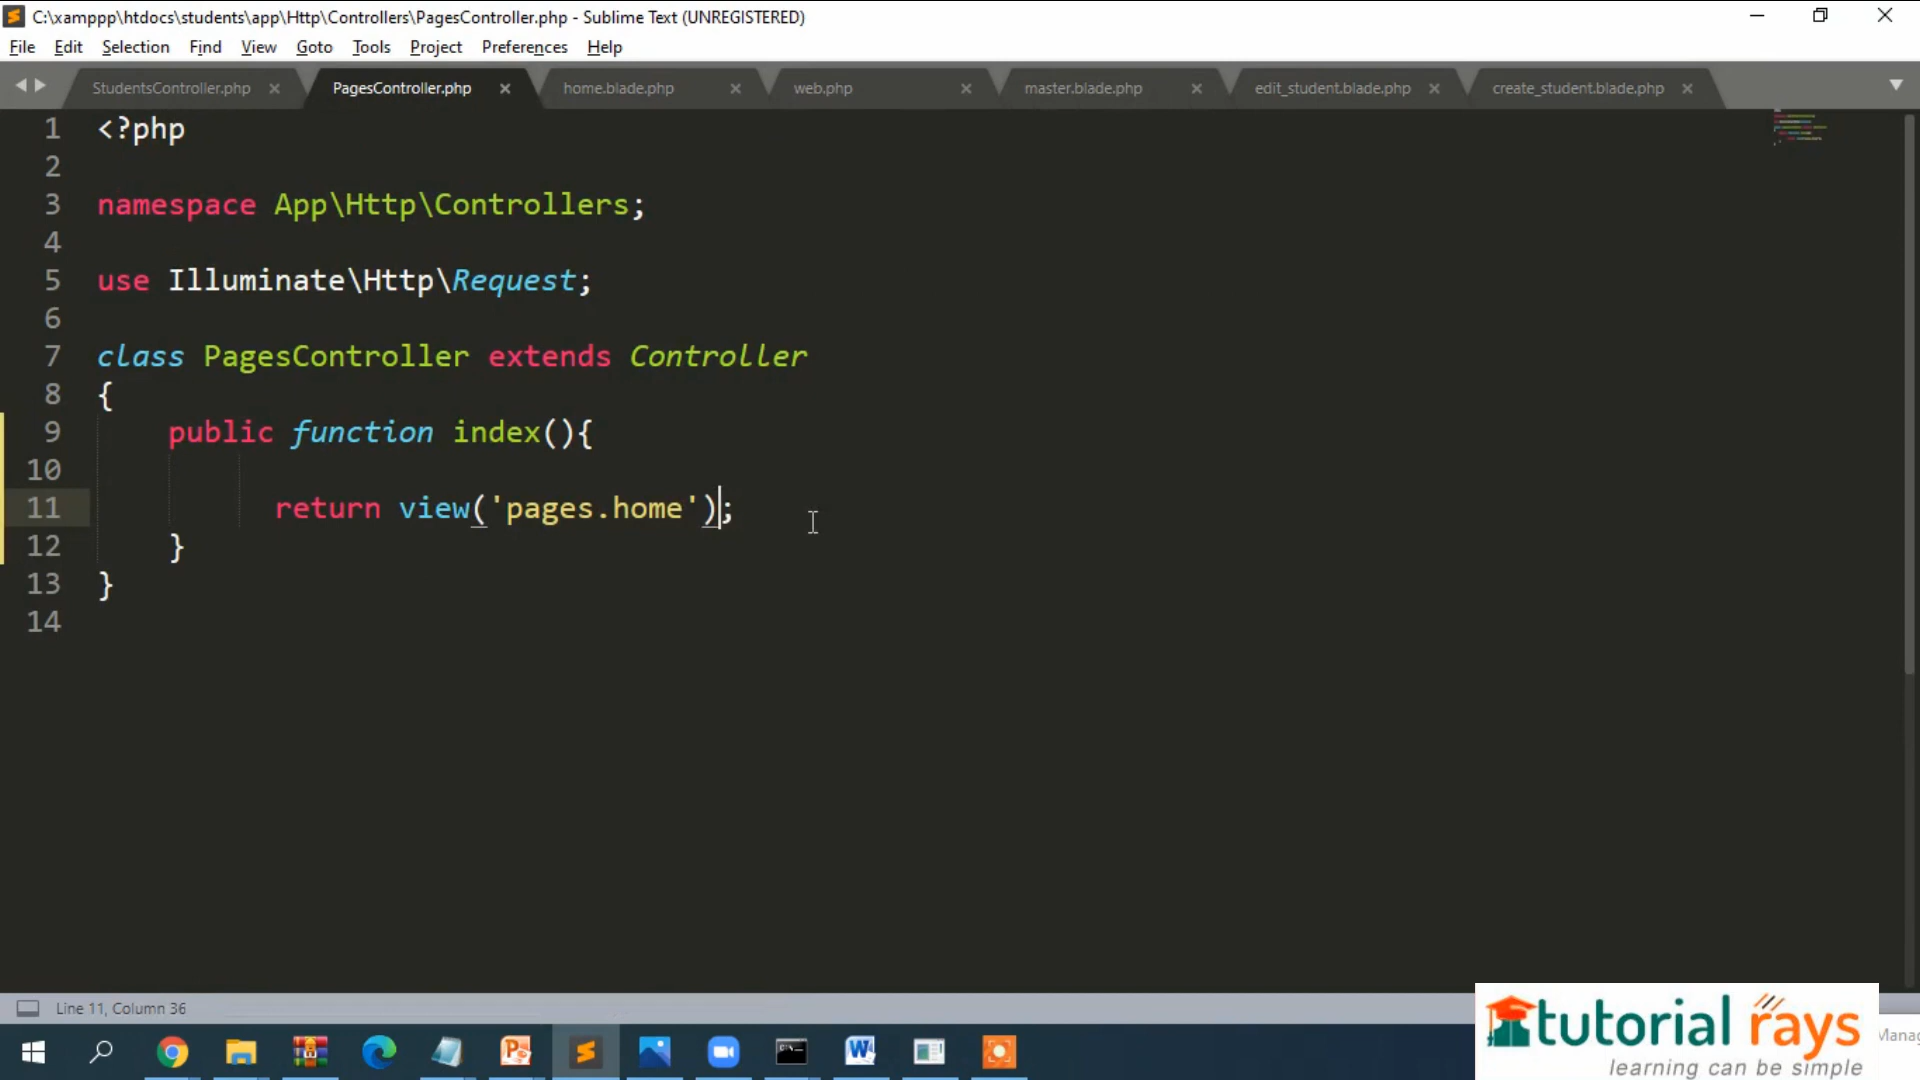 C:\xamppp\htdocs\students\app\Http\Controllers\PagesController.php - Sublime Text (UNREGISTERED)
File Edit Selection Find View Goto Tools Project Preferences Help
StudentsController.php PagesController.php home.blade.php web.php master.blade.php edit_student.blade.php create_student.blade.php
1 <?php
2
3 namespace App\Http\Controllers;
4
5 use Illuminate\Http\Request;
6
7 class PagesController extends Controller
8 {
9 public function index(){
10
11 return view('pages.home');
12 }
13 }
14
Line 11, Column 36
tutorial rays
learning can be simple
Manag